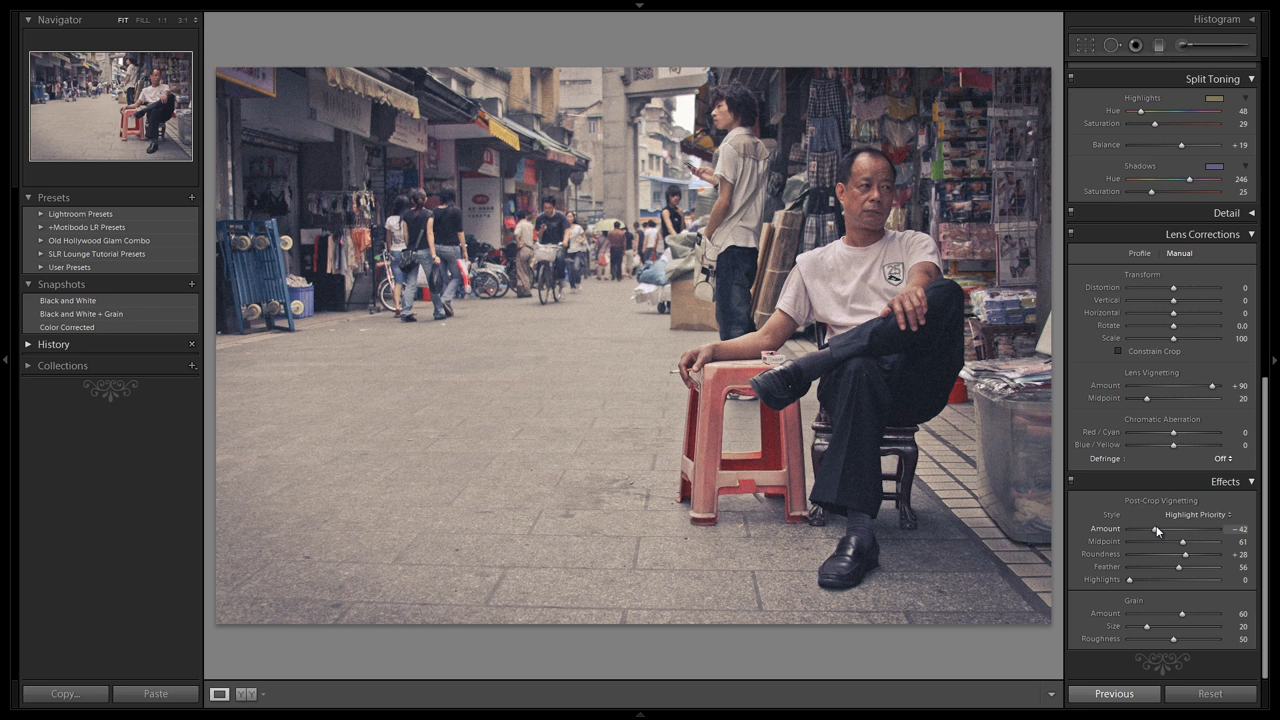 Navigator FIT FILL 1:1 3:1
Presets
Lightroom Presets
+Motibodo LR Presets
Old Hollywood Glam Combo
SLR Lounge Tutorial Presets
User Presets
Snapshots
Black and White
Black and White + Grain
Color Corrected
History
Collections
Copy... Paste
25
Histogram
Split Toning
Highlights
Hue 48
Saturation 29
Balance + 19
Shadows
Hue 246
Saturation 25
Detail
Lens Corrections
Profile Manual
Transform
Distortion 0
Vertical 0
Horizontal 0
Rotate 0.0
Scale 100
Constrain Crop
Lens Vignetting
Amount + 90
Midpoint 20
Chromatic Aberration
Red / Cyan 0
Blue / Yellow 0
Defringe : Off
Effects
Post-Crop Vignetting
Style Highlight Priority
Amount − 42
Midpoint 61
Roundness + 28
Feather 56
Highlights 0
Grain
Amount 60
Size 20
Roughness 50
Previous Reset